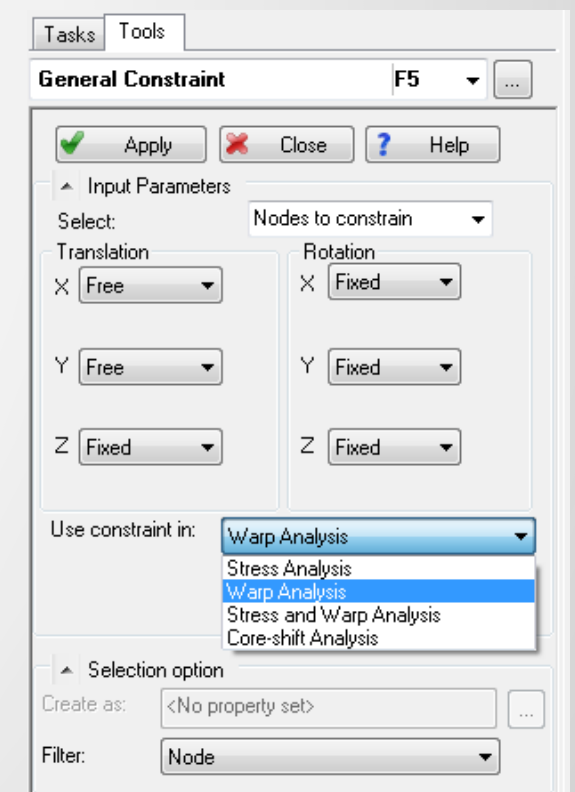 Tasks Tools
General Constraint F5 ...
Apply Close ? Help
Input Parameters
Select: Nodes to constrain
Translation Rotation
X Free X Fixed
Y Free Y Fixed
Z Fixed Z Fixed
Use constraint in: Warp Analysis
Stress Analysis
Warp Analysis
Stress and Warp Analysis
Core-shift Analysis
Selection option
Create as: <No property set> ...
Filter: Node